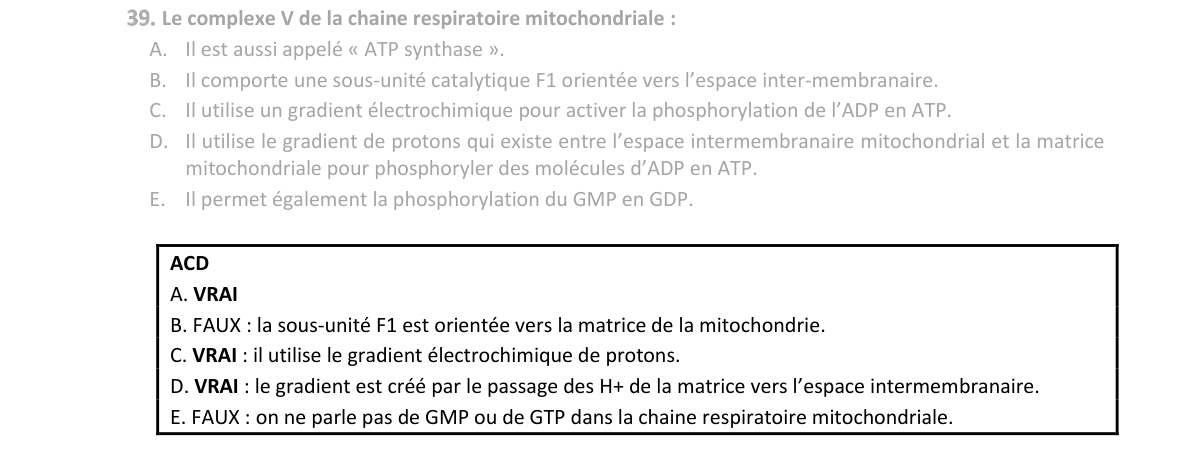 39. Le complexe V de la chaine respiratoire mitochondriale :
A. Il est aussi appelé « ATP synthase ».
B. Il comporte une sous-unité catalytique F1 orientée vers l’espace inter-membranaire.
C. Il utilise un gradient électrochimique pour activer la phosphorylation de l’ADP en ATP.
D. Il utilise le gradient de protons qui existe entre l’espace intermembranaire mitochondrial et la matrice
mitochondriale pour phosphoryler des molécules d’ADP en ATP.
E. Il permet également la phosphorylation du GMP en GDP.
ACD
A. VRAI
B. FAUX : la sous-unité F1 est orientée vers la matrice de la mitochondrie.
C. VRAI : il utilise le gradient électrochimique de protons.
D. VRAI : le gradient est créé par le passage des H+ de la matrice vers l’espace intermembranaire.
E. FAUX : on ne parle pas de GMP ou de GTP dans la chaine respiratoire mitochondriale.